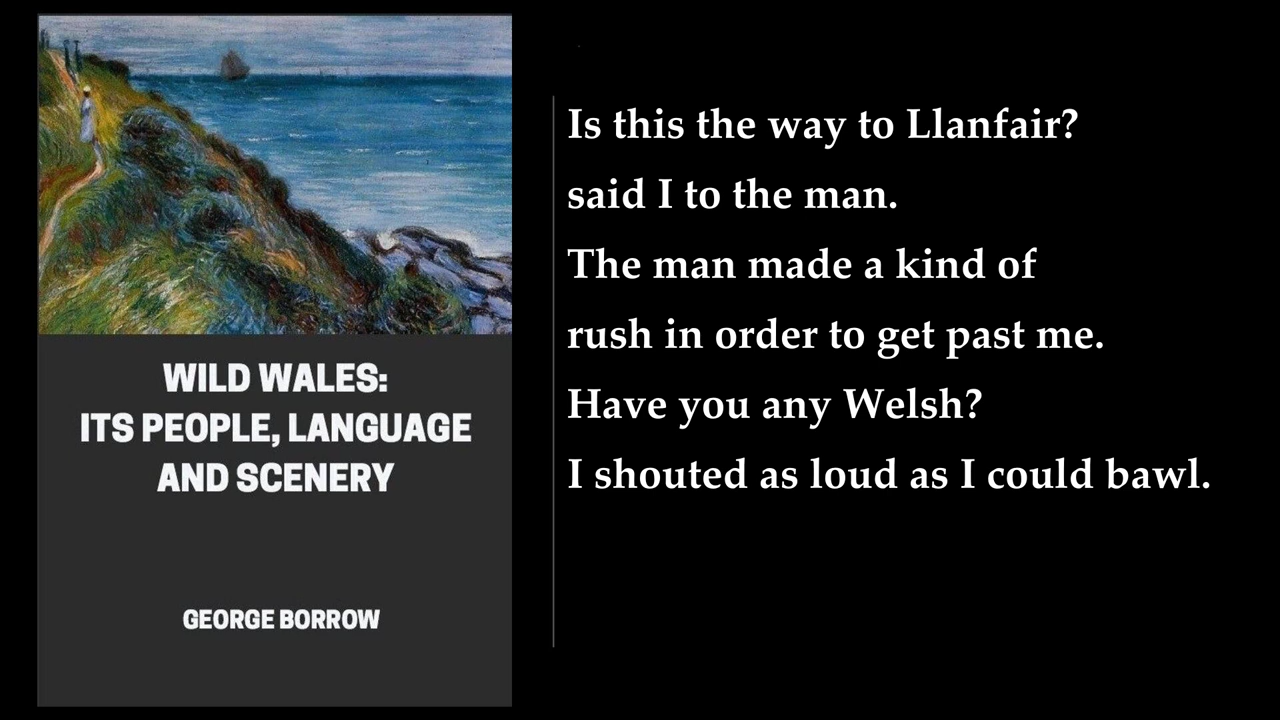 WILD WALES:
ITS PEOPLE, LANGUAGE
AND SCENERY
GEORGE BORROW
Is this the way to Llanfair?
said I to the man.
The man made a kind of
rush in order to get past me.
Have you any Welsh?
I shouted as loud as I could bawl.